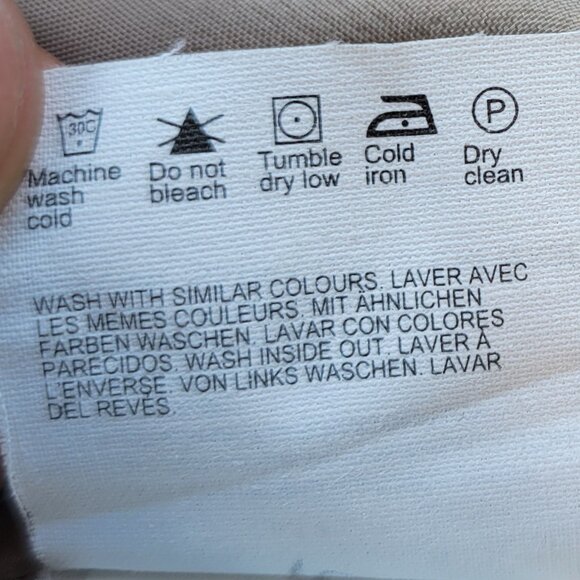 30C
P
Machine wash cold
Do not bleach
Tumble dry low
Cold iron
Dry clean
WASH WITH SIMILAR COLOURS. LAVER AVEC
LES MEMES COULEURS. MIT AHNLICHEN
FARBEN WASCHEN. LAVAR CON COLORES
PARECIDOS. WASH INSIDE OUT. LAVER À
L'ENVERSE. VON LINKS WASCHEN. LAVAR
DEL REVÉS.